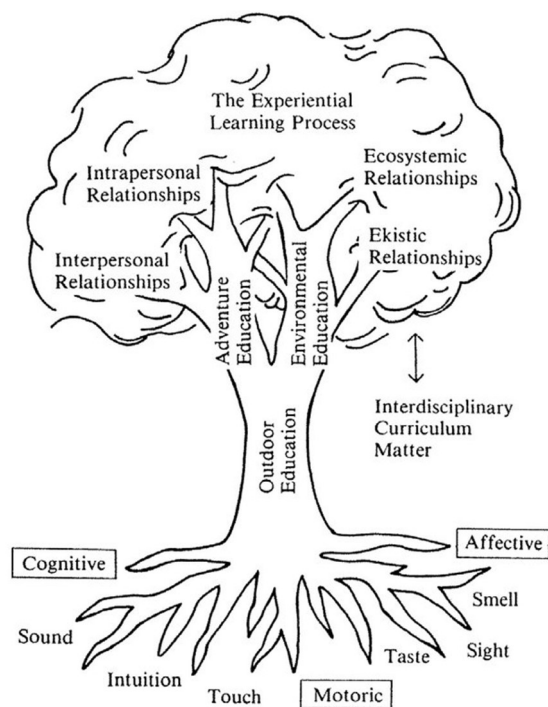 The Experiential
Learning Process
Intrapersonal
Relationships
Ecosystemic
Relationships
Interpersonal
Relationships
Ekistic
Relationships
Adventure
Education
Environmental
Education
Interdisciplinary
Curriculum
Matter
Outdoor
Education
Cognitive
Affective
Smell
Sound
Sight
Taste
Intuition
Touch
Motoric